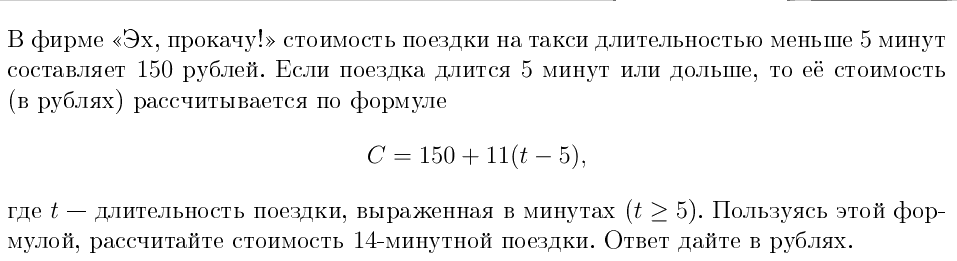 В фирме «Эх, прокачу!» стоимость поездки на такси длительностью меньше 5 минут
составляет 150 рублей. Если поездка длится 5 минут или дольше, то её стоимость
(в рублях) рассчитывается по формуле
C = 150 + 11(t − 5),
где t — длительность поездки, выраженная в минутах (t ≥ 5). Пользуясь этой фор-
мулой, рассчитайте стоимость 14-минутной поездки. Ответ дайте в рублях.